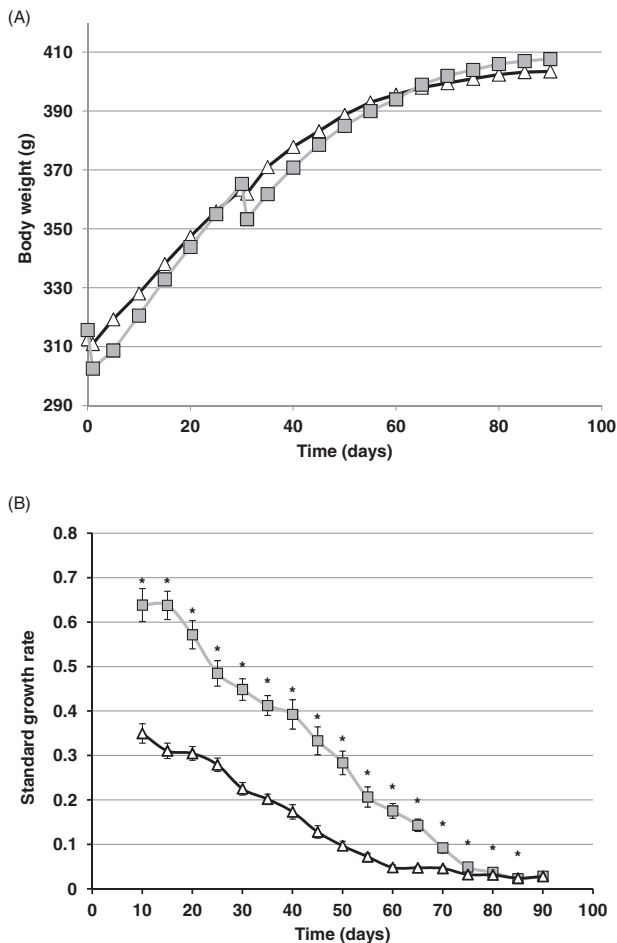 (A)
410
390
370
350
330
310
290
Body weight (g)
0 20 40 60 80 100
Time (days)
(B)
0.8
0.7
0.6
0.5
0.4
0.3
0.2
0.1
0
Standard growth rate
* * * * * * * * * * * * * * * *
0 10 20 30 40 50 60 70 80 90 100
Time (days)